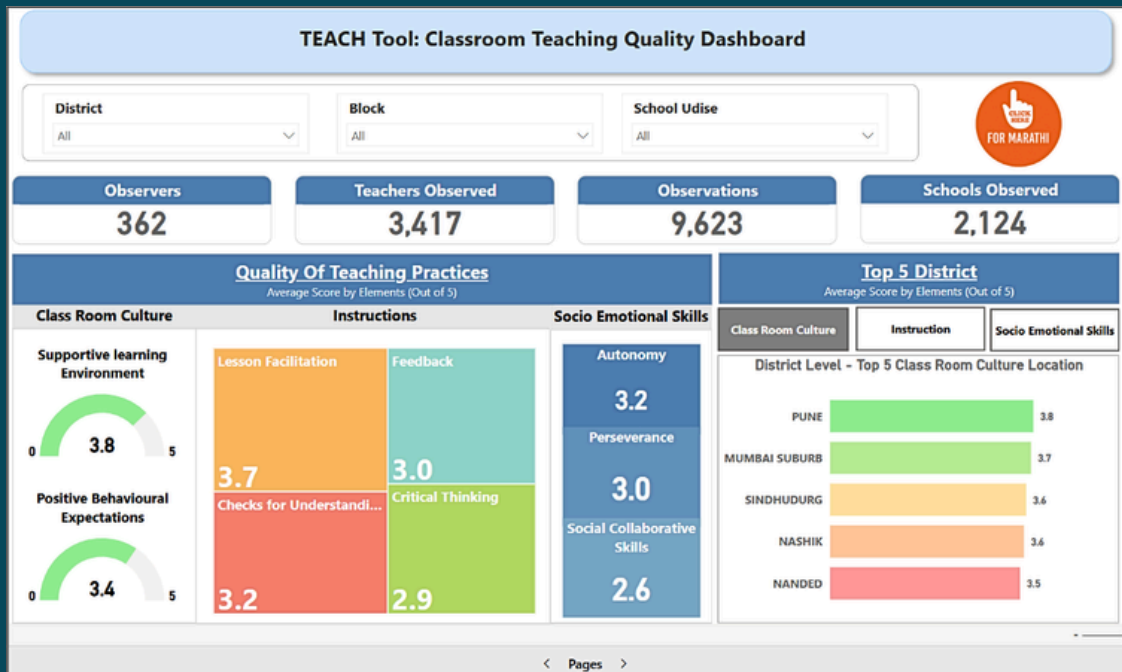 TEACH Tool: Classroom Teaching Quality Dashboard
District
All
Block
All
School Udise
All
CLICK
HERE
FOR MARATHI
Observers
362
Teachers Observed
3,417
Observations
9,623
Schools Observed
2,124
Quality Of Teaching Practices
Average Score by Elements (Out of 5)
Class Room Culture
Supportive learning
Environment
0
3.8
5
Positive Behavioural
Expectations
0
3.4
5
Instructions
Lesson Facilitation
3.7
Feedback
3.0
Checks for Understandi...
3.2
Critical Thinking
2.9
Socio Emotional Skills
Autonomy
3.2
Perseverance
3.0
Social Collaborative
Skills
2.6
Top 5 District
Average Score by Elements (Out of 5)
Class Room Culture
Instruction
Socio Emotional Skills
District Level - Top 5 Class Room Culture Location
PUNE 3.8
MUMBAI SUBURB 3.7
SINDHUDURG 3.6
NASHIK 3.6
NANDED 3.5
< Pages >